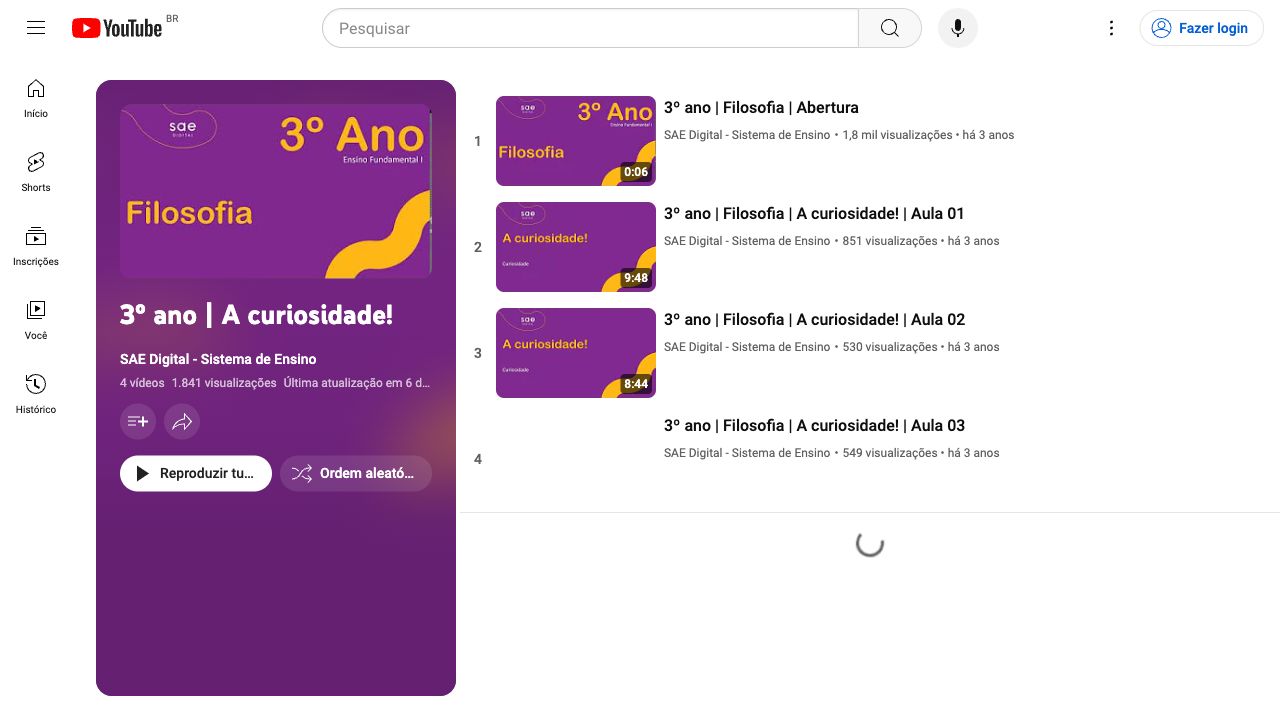 YouTube BR
Pesquisar
Fazer login
Início
Shorts
Inscrições
Você
Histórico
sae
DIGITAL
3º Ano
Ensino Fundamental I
Filosofia
3º ano | A curiosidade!
SAE Digital - Sistema de Ensino
4 vídeos 1.841 visualizações Última atualização em 6 d…
Reproduzir tu…
Ordem aleató…
1
sae
3º Ano
Ensino Fundamental I
Filosofia
0:06
3º ano | Filosofia | Abertura
SAE Digital - Sistema de Ensino • 1,8 mil visualizações • há 3 anos
2
sae
A curiosidade!
Curiosidade
9:48
3º ano | Filosofia | A curiosidade! | Aula 01
SAE Digital - Sistema de Ensino • 851 visualizações • há 3 anos
3
sae
A curiosidade!
Curiosidade
8:44
3º ano | Filosofia | A curiosidade! | Aula 02
SAE Digital - Sistema de Ensino • 530 visualizações • há 3 anos
4
3º ano | Filosofia | A curiosidade! | Aula 03
SAE Digital - Sistema de Ensino • 549 visualizações • há 3 anos